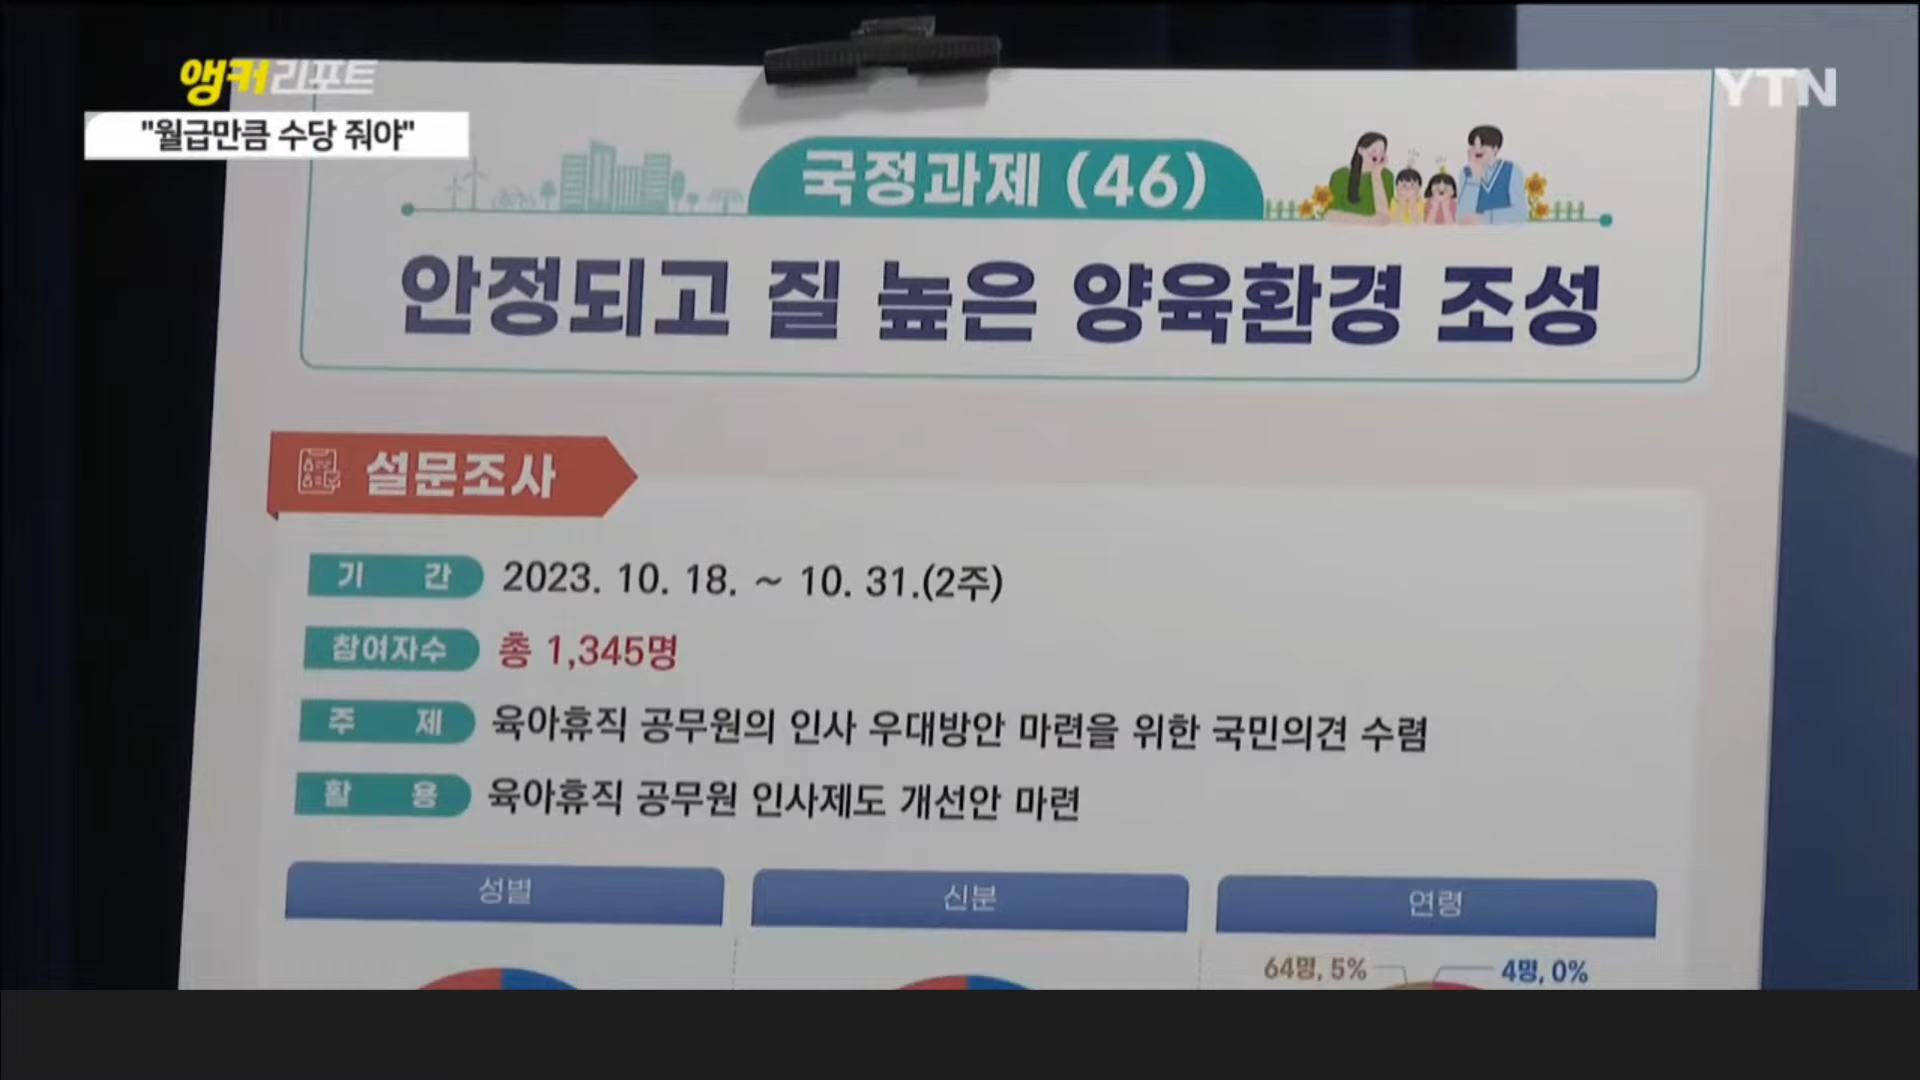 앵커리포트
YTN
"월급만큼 수당 줘야"
국정과제 (46)
안정되고 질 높은 양육환경 조성
설문조사
기 간 2023. 10. 18. ~ 10. 31.(2주)
참여자수 총 1,345명
주 제 육아휴직 공무원의 인사 우대방안 마련을 위한 국민의견 수렴
활 용 육아휴직 공무원 인사제도 개선안 마련
성별 신분 연령
64명, 5% 4명, 0%